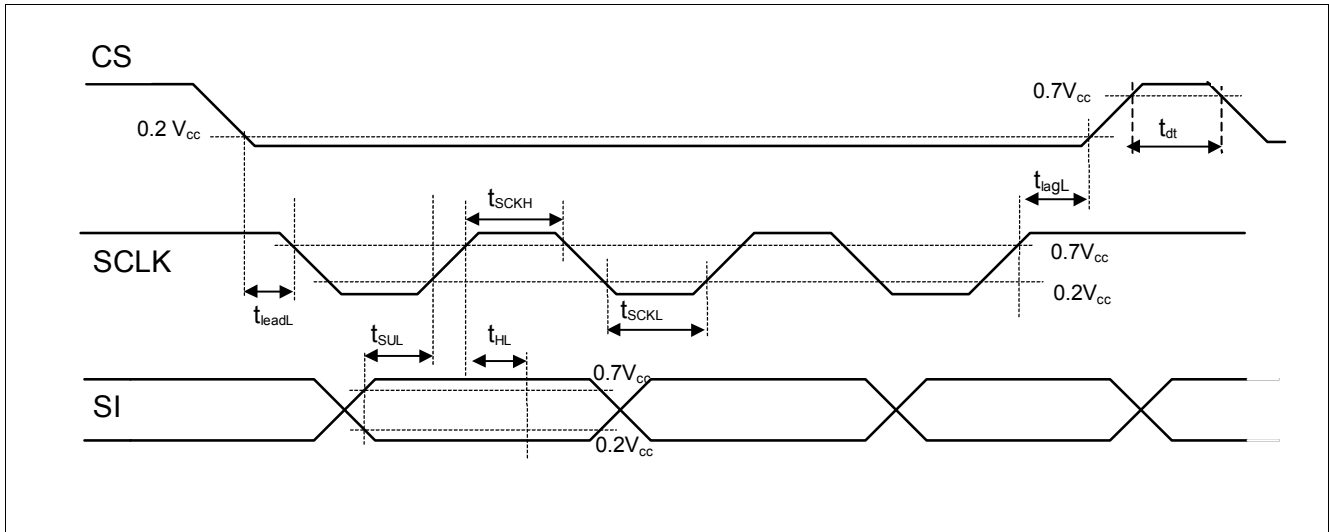 CS
0.7Vcc
0.2 Vcc
tdt
tlagL
tSCKH
SCLK
0.7Vcc
0.2Vcc
tleadL
tSCKL
tSUL
tHL
0.7Vcc
SI
0.2Vcc